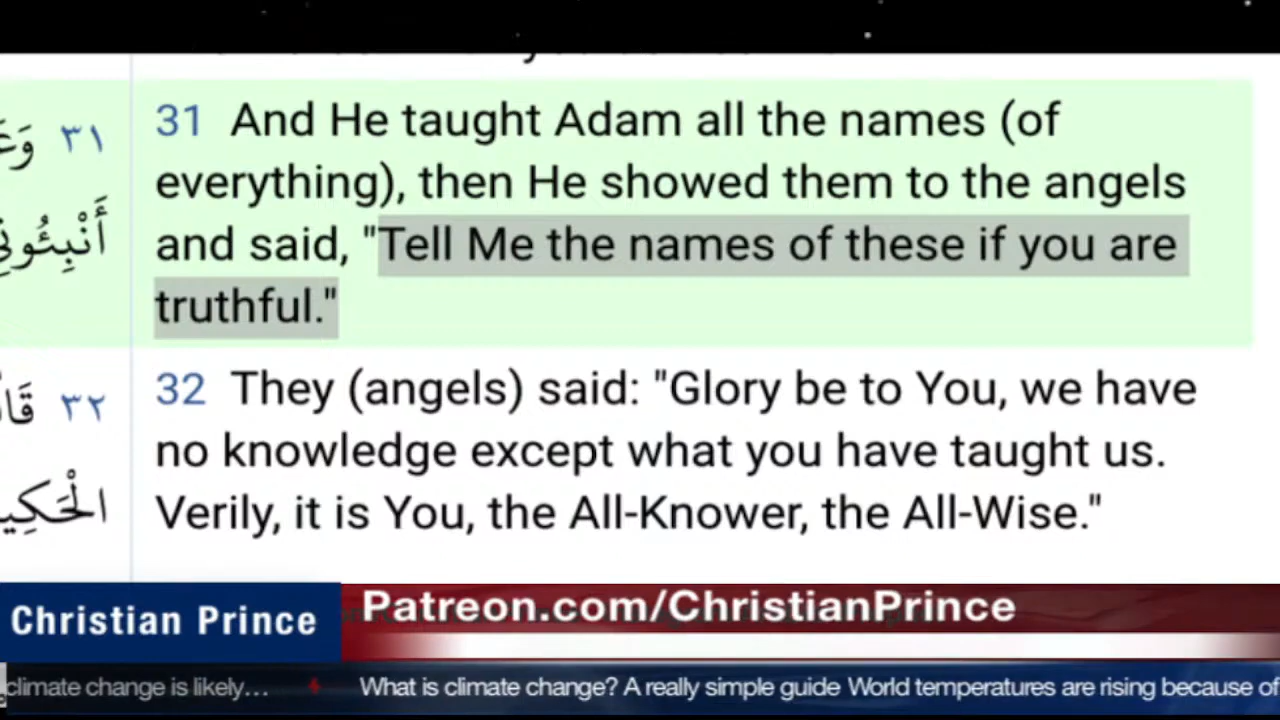 31 And He taught Adam all the names (of
everything), then He showed them to the angels
and said, "Tell Me the names of these if you are
truthful."
٣١
أَنْبِئُونِي
32 They (angels) said: "Glory be to You, we have
no knowledge except what you have taught us.
Verily, it is You, the All-Knower, the All-Wise."
٣٢
Christian Prince
Patreon.com/ChristianPrince
climate change is likely... What is climate change? A really simple guide World temperatures are rising because of